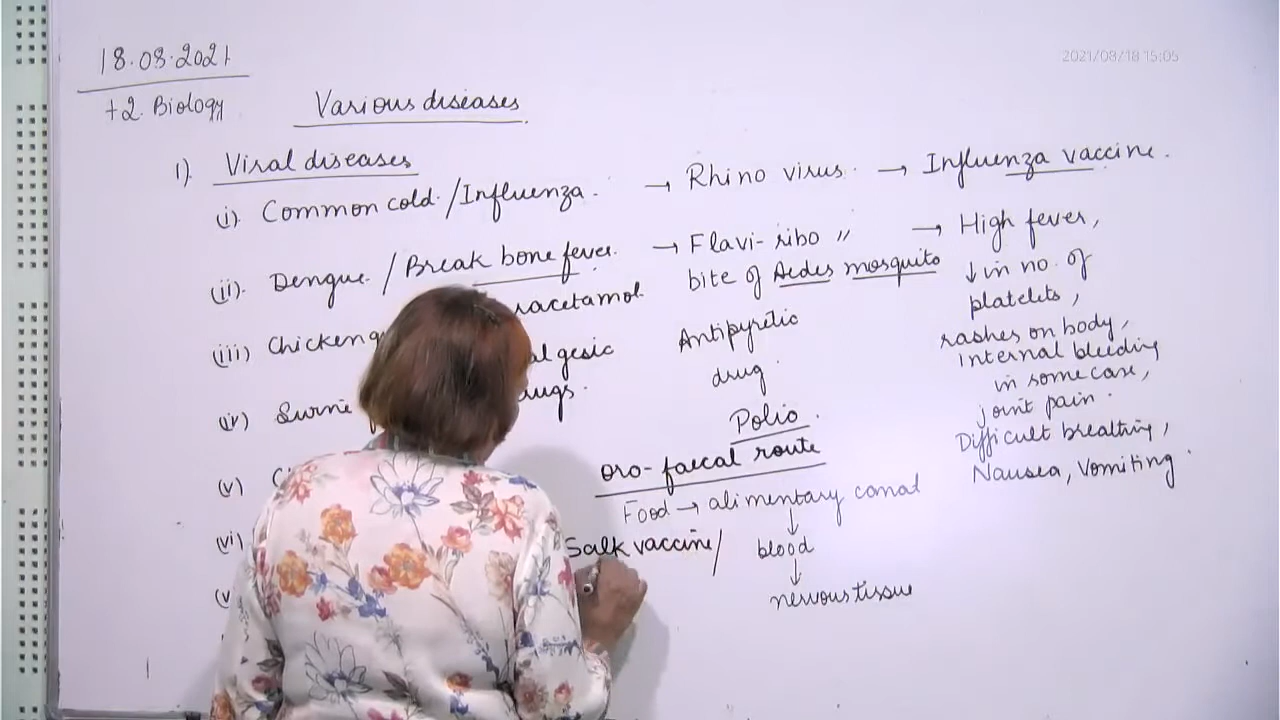 18.08.2021
2021/08/18 15:05
+2. Biology
Various diseases
1). Viral diseases
(i). Common cold. /Influenza. → Rhino virus. → Influenza vaccine.
(ii). Dengue. / Break bone fever. → Flavi-ribo 〃 → High fever,
bite of Aedes mosquito
↓ in no. of
platelets,
(iii) Chickeng
racetamol.
algesic
Antipyretic
drug.
rashes on body,
internal bleeding
in some case,
joint pain.
(iv)
Polio.
oro-faecal route
Difficult breathing,
Nausea, Vomiting.
(v)
Food → alimentary canal
↓
(vi)
Salk vaccine/
blood
↓
nervous tissue